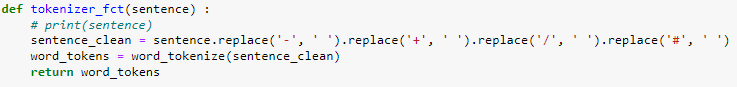 def tokenizer_fct(sentence) :
    # print(sentence)
    sentence_clean = sentence.replace('-', ' ').replace('+', ' ').replace('/', ' ').replace('#', ' ')
    word_tokens = word_tokenize(sentence_clean)
    return word_tokens